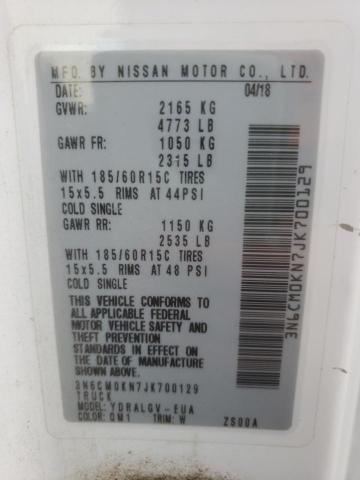 MFD. BY NISSAN MOTOR CO., LTD.
DATE: 04/18
GVWR: 2165 KG
4773 LB
GAWR FR: 1050 KG
2315 LB
WITH 185/60R15C TIRES
15x5.5 RIMS AT 44PSI
COLD SINGLE
GAWR RR: 1150 KG
2535 LB
WITH 185/60R15C TIRES
15x5.5 RIMS AT 48 PSI
COLD SINGLE
THIS VEHICLE CONFORMS TO
ALL APPLICABLE FEDERAL
MOTOR VEHICLE SAFETY AND
THEFT PREVENTION
STANDARDS IN EFFECT ON THE
DATE OF MANUFACTURE
SHOWN ABOVE
3N6CM0KN7JK700129
TRUCK
MODEL: YDRALGV-EUA
COLOR: QM1 TRIM: W ZS00A
3N6CM0KN7JK700129